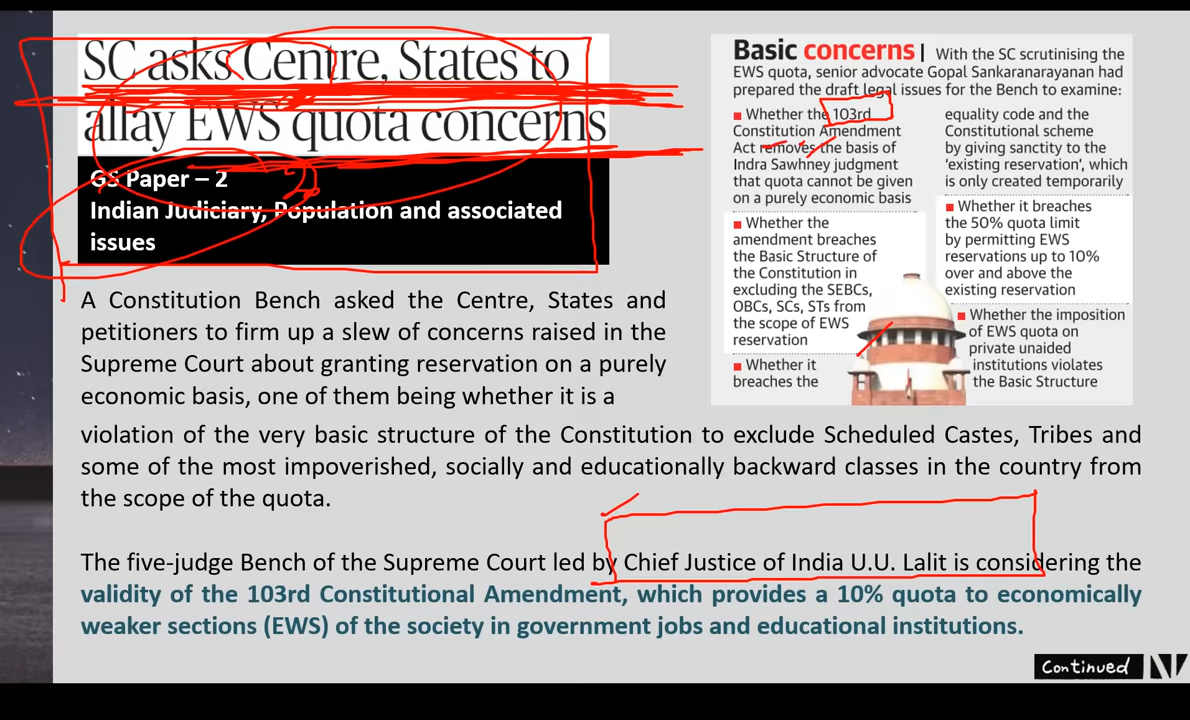 SC asks Centre, States to
allay EWS quota concerns
GS Paper – 2
Indian Judiciary, Population and associated
issues
Basic concerns | With the SC scrutinising the
EWS quota, senior advocate Gopal Sankaranarayanan had
prepared the draft legal issues for the Bench to examine:
■ Whether the 103rd
Constitution Amendment
Act removes the basis of
Indra Sawhney judgment
that quota cannot be given
on a purely economic basis
■ Whether the
amendment breaches
the Basic Structure of
the Constitution in
excluding the SEBCs,
OBCs, SCs, STs from
the scope of EWS
reservation
■ Whether it
breaches the
equality code and the
Constitutional scheme
by giving sanctity to the
‘existing reservation’, which
is only created temporarily
■ Whether it breaches
the 50% quota limit
by permitting EWS
reservations up to 10%
over and above the
existing reservation
■ Whether the imposition
of EWS quota on
private unaided
institutions violates
the Basic Structure
A Constitution Bench asked the Centre, States and
petitioners to firm up a slew of concerns raised in the
Supreme Court about granting reservation on a purely
economic basis, one of them being whether it is a
violation of the very basic structure of the Constitution to exclude Scheduled Castes, Tribes and
some of the most impoverished, socially and educationally backward classes in the country from
the scope of the quota.
The five-judge Bench of the Supreme Court led by Chief Justice of India U.U. Lalit is considering the
validity of the 103rd Constitutional Amendment, which provides a 10% quota to economically
weaker sections (EWS) of the society in government jobs and educational institutions.
Continued